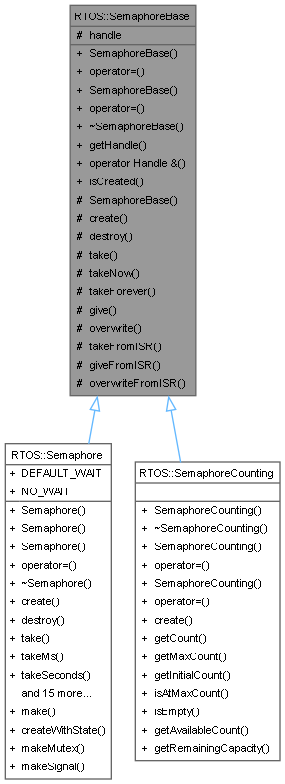 RTOS::SemaphoreBase
# handle
+ SemaphoreBase()
+ operator=()
+ SemaphoreBase()
+ operator=()
+ ~SemaphoreBase()
+ getHandle()
+ operator Handle &()
+ isCreated()
# SemaphoreBase()
# create()
# destroy()
# take()
# takeNow()
# takeForever()
# give()
# overwrite()
# takeFromISR()
# giveFromISR()
# overwriteFromISR()
RTOS::Semaphore
+ DEFAULT_WAIT
+ NO_WAIT
+ Semaphore()
+ Semaphore()
+ Semaphore()
+ operator=()
+ ~Semaphore()
+ create()
+ destroy()
+ take()
+ takeMs()
+ takeSeconds()
and 15 more...
+ make()
+ createWithState()
+ makeMutex()
+ makeSignal()
RTOS::SemaphoreCounting
+ SemaphoreCounting()
+ ~SemaphoreCounting()
+ SemaphoreCounting()
+ operator=()
+ SemaphoreCounting()
+ operator=()
+ create()
+ getCount()
+ getMaxCount()
+ getInitialCount()
+ isAtMaxCount()
+ isEmpty()
+ getAvailableCount()
+ getRemainingCapacity()